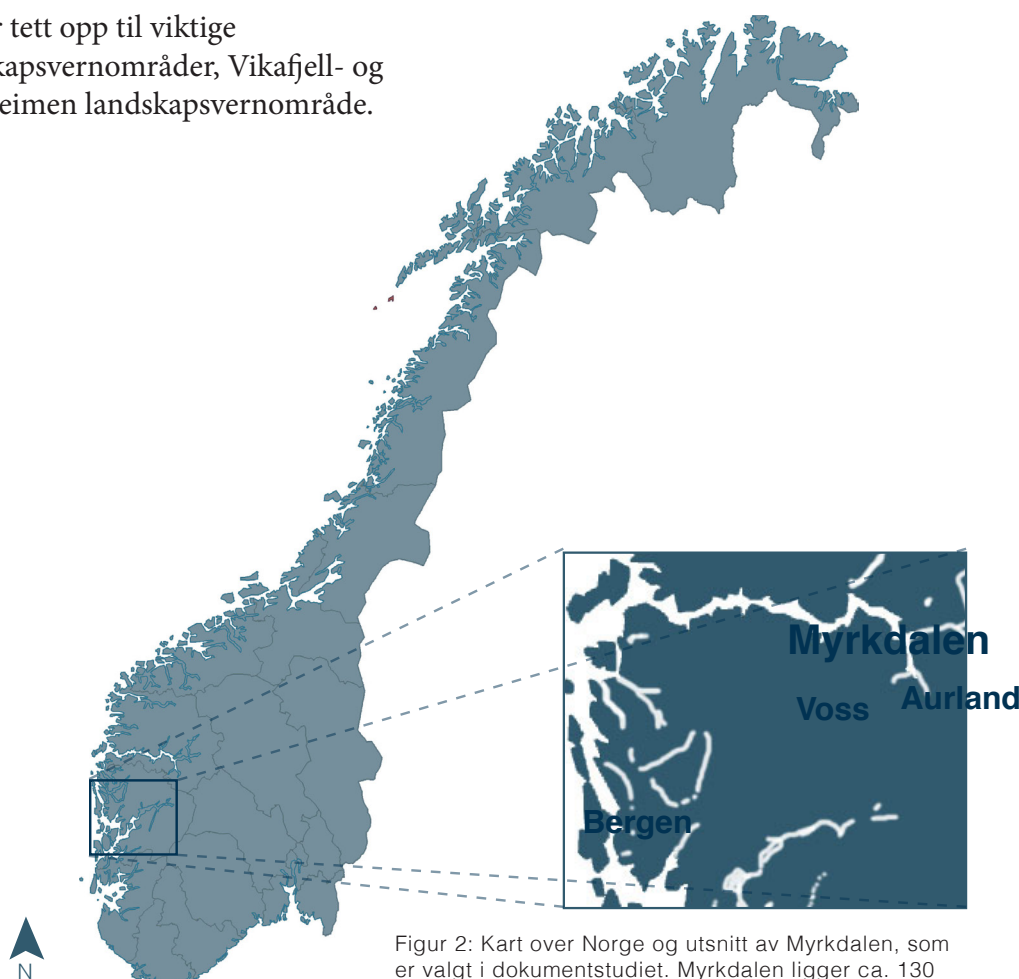 tett opp til viktige
kapsvernområder, Vikafjell- og
eimen landskapsvernområde.
Myrkdalen
Voss
Aurland
Bergen
N
Figur 2: Kart over Norge og utsnitt av Myrkdalen, som
er valgt i dokumentstudiet. Myrkdalen ligger ca. 130